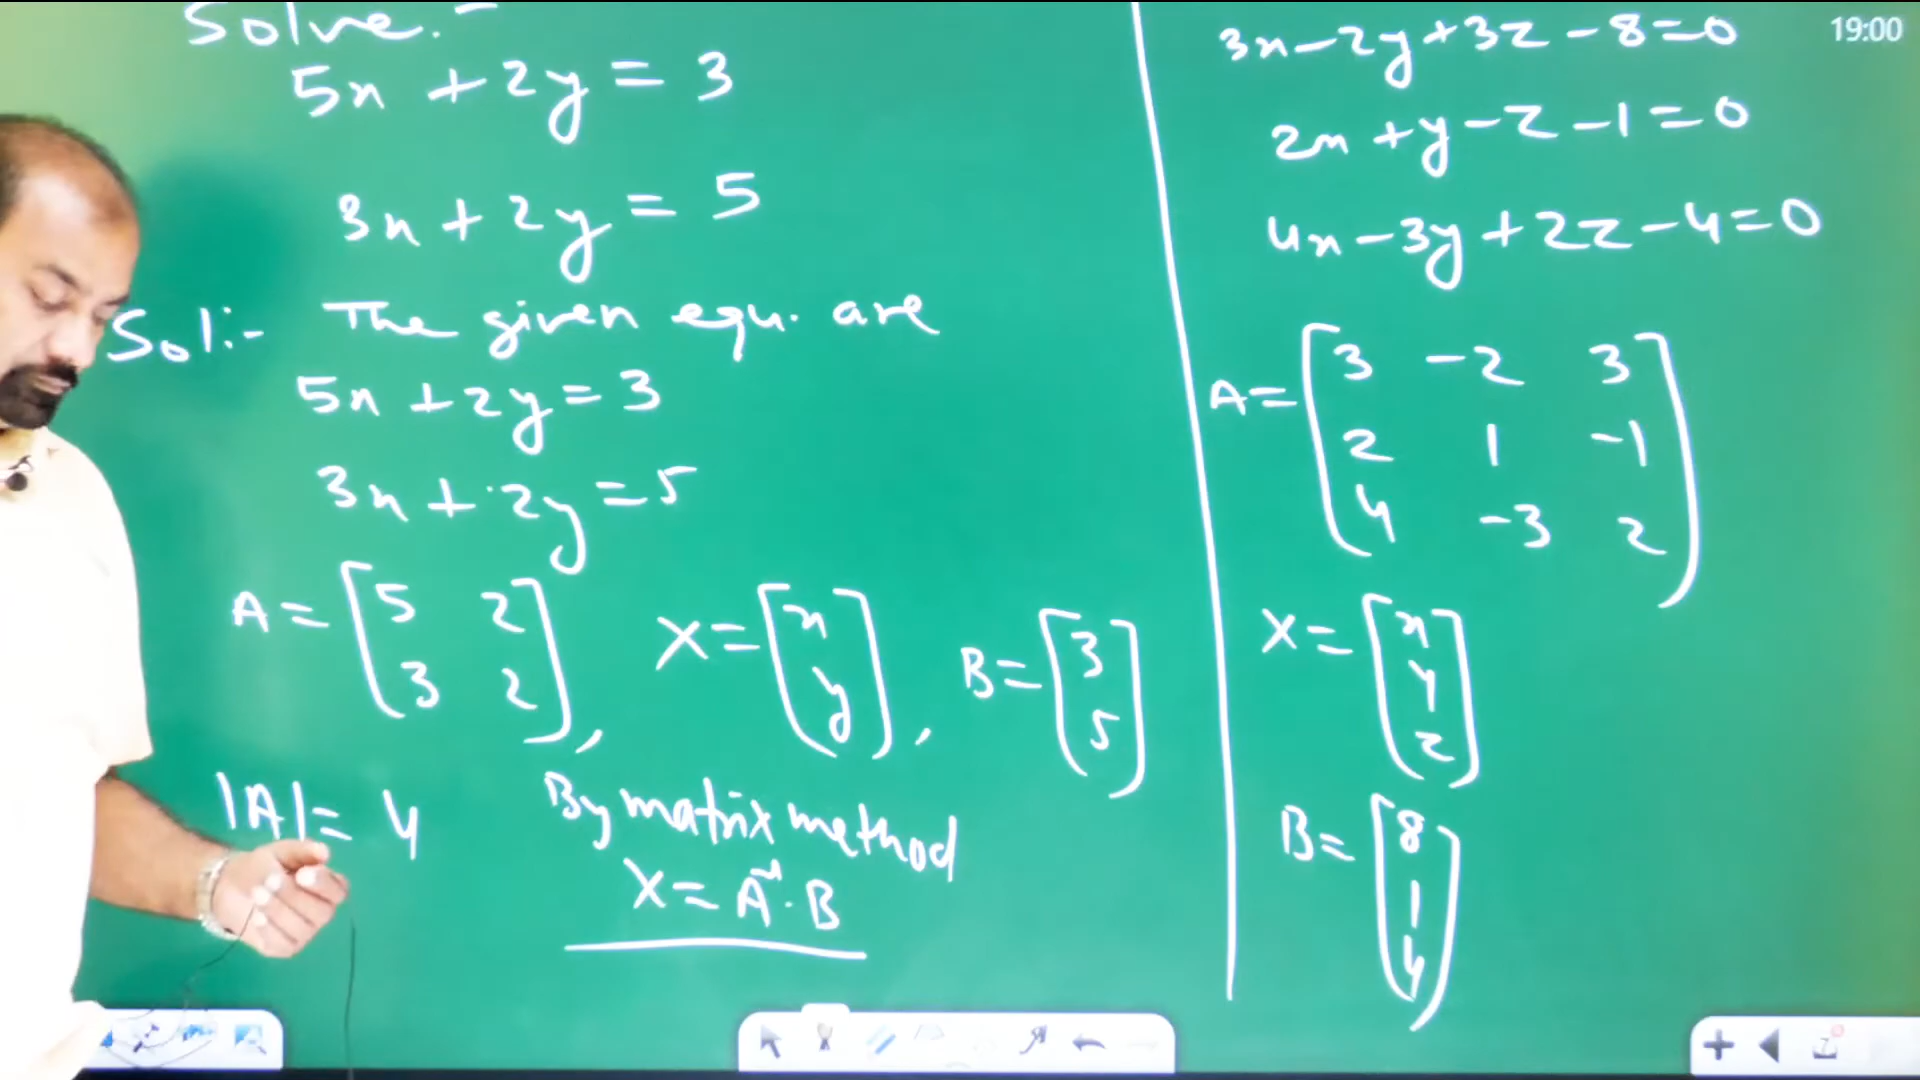 Solve:-
5x + 2y = 3
3x + 2y = 5
Sol:- The given equ. are
5x + 2y = 3
3x + 2y = 5
A = [5 2
3 2], X = [x
y], B = [3
5]
|A| = 4
By matrix method
X = A⁻¹ · B
3x - 2y + 3z - 8 = 0
2x + y - z - 1 = 0
4x - 3y + 2z - 4 = 0
A = [3 -2 3
2 1 -1
4 -3 2]
X = [x
y
z]
B = [8
1
4]
19:00